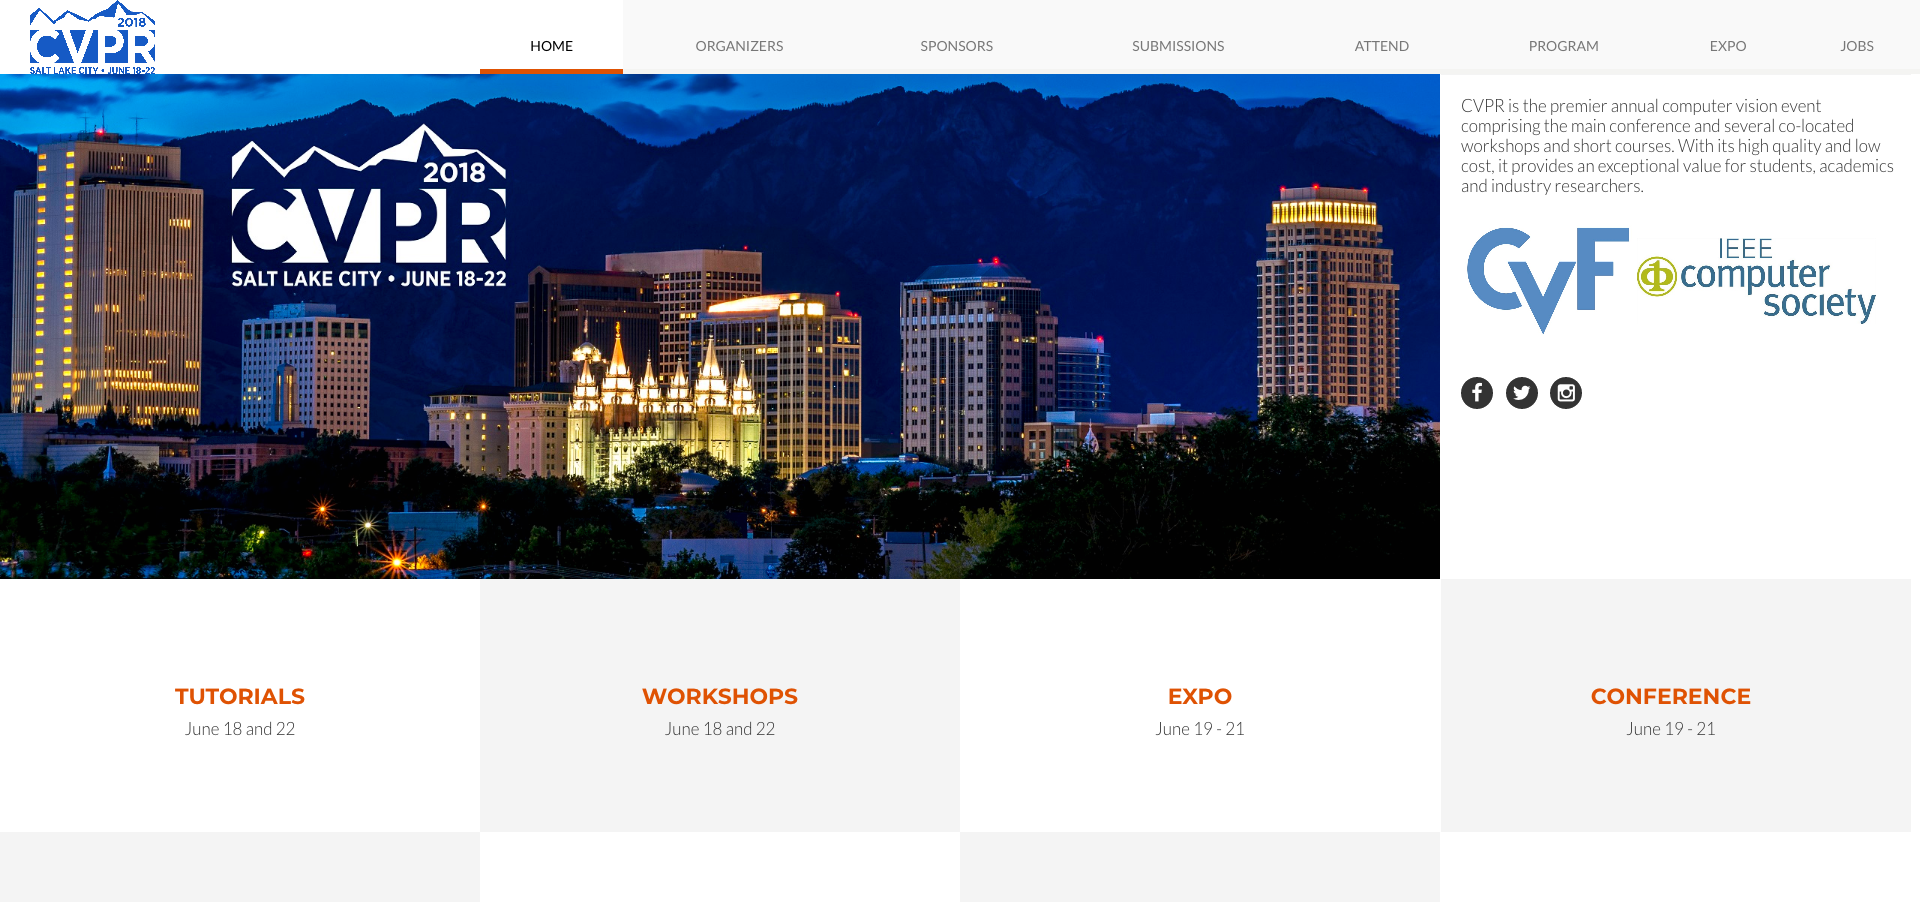 2018
CVPR
SALT LAKE CITY • JUNE 18-22
HOME
ORGANIZERS
SPONSORS
SUBMISSIONS
ATTEND
PROGRAM
EXPO
JOBS
2018
CVPR
SALT LAKE CITY • JUNE 18-22
CVPR is the premier annual computer vision event
comprising the main conference and several co-located
workshops and short courses. With its high quality and low
cost, it provides an exceptional value for students, academics
and industry researchers.
CVF
IEEE
computer
society
TUTORIALS
June 18 and 22
WORKSHOPS
June 18 and 22
EXPO
June 19 - 21
CONFERENCE
June 19 - 21